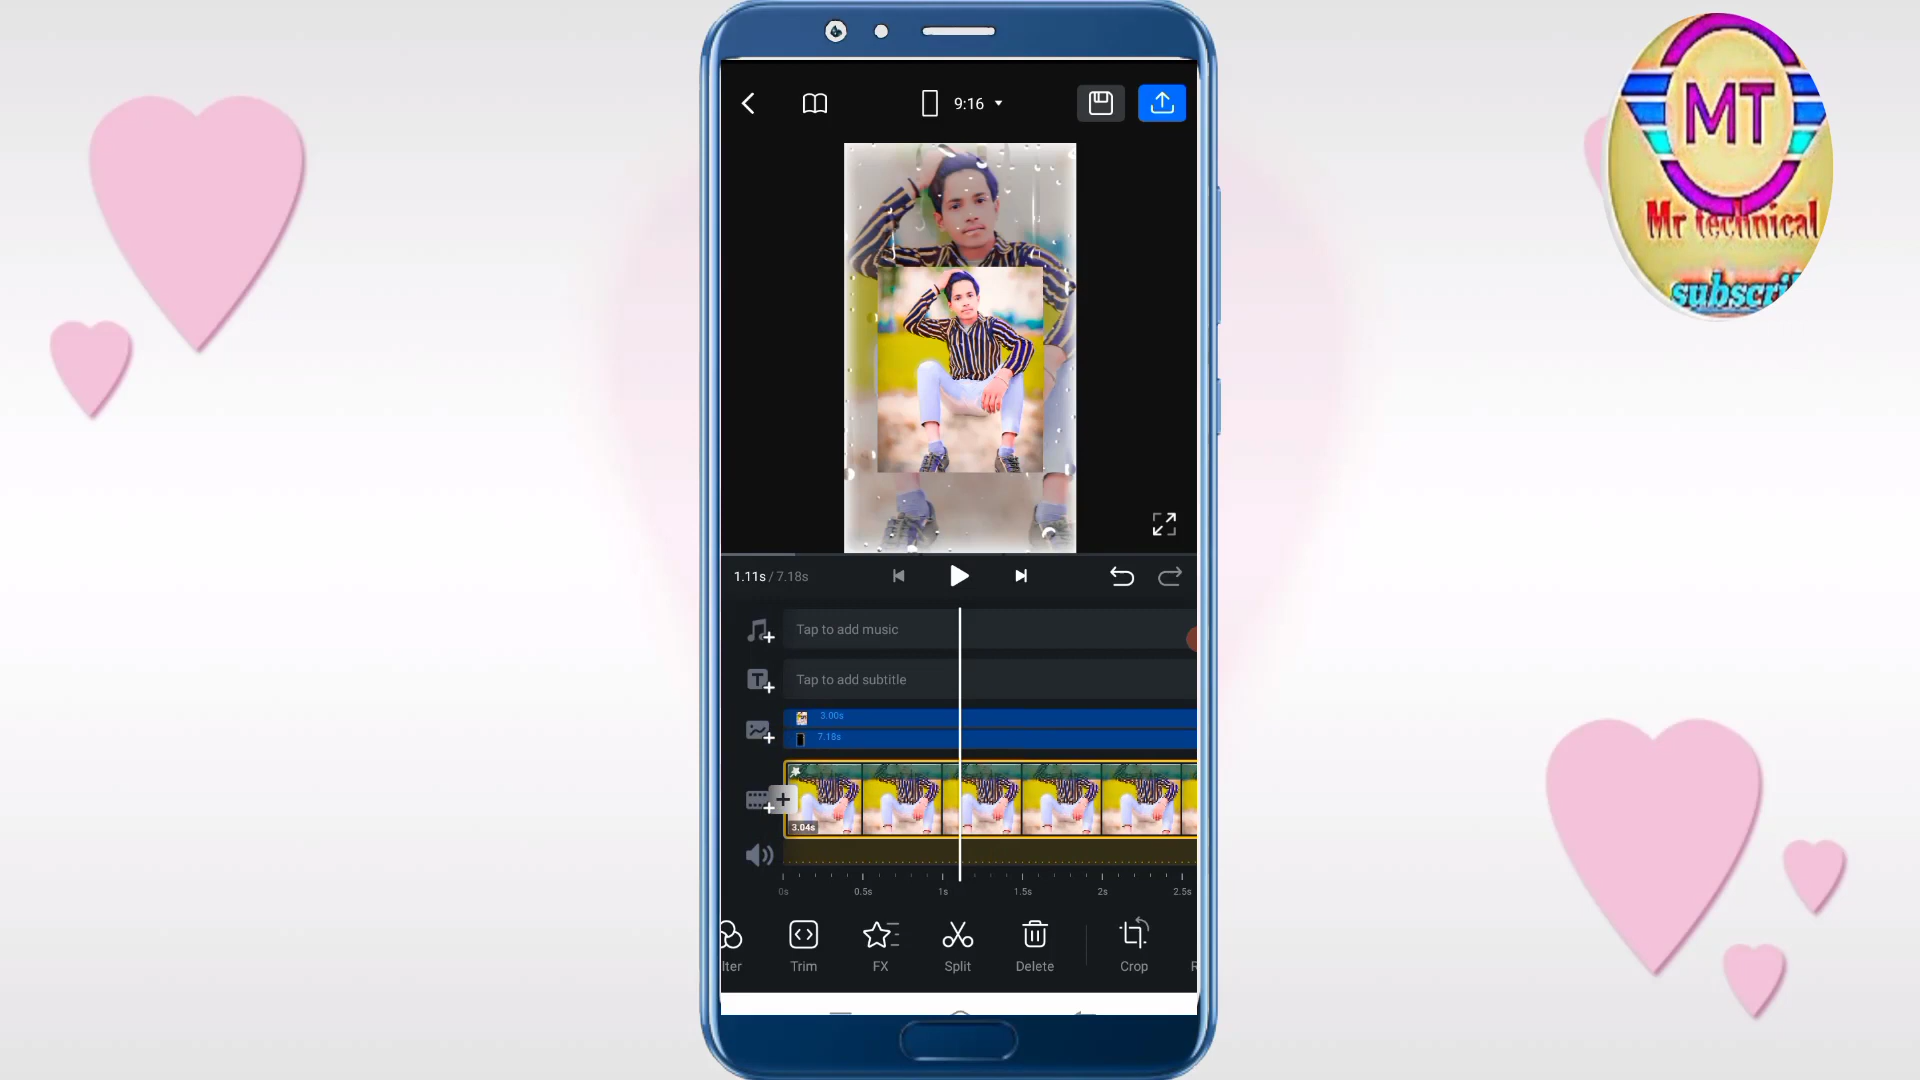 9:16
MT
Mr technical
subscri
1.11s / 7.18s
Tap to add music
Tap to add subtitle
3.00s
7.18s
3.04s
0s 0.5s 1s 1.5s 2s 2.5s
lter Trim FX Split Delete Crop R